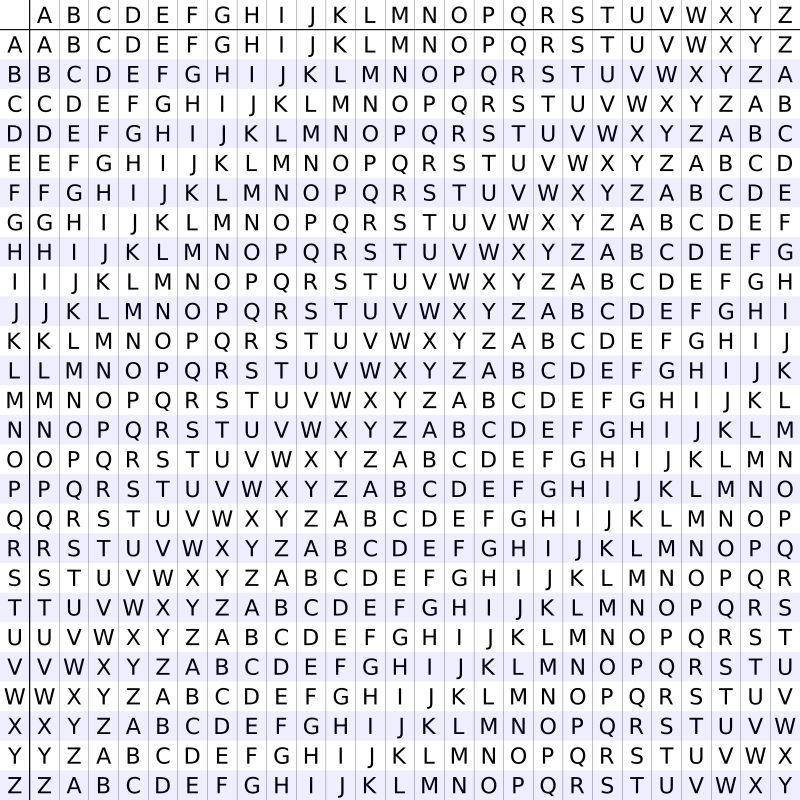 A B C D E F G H I J K L M N O P Q R S T U V W X Y Z
A A B C D E F G H I J K L M N O P Q R S T U V W X Y Z
B B C D E F G H I J K L M N O P Q R S T U V W X Y Z A
C C D E F G H I J K L M N O P Q R S T U V W X Y Z A B
D D E F G H I J K L M N O P Q R S T U V W X Y Z A B C
E E F G H I J K L M N O P Q R S T U V W X Y Z A B C D
F F G H I J K L M N O P Q R S T U V W X Y Z A B C D E
G G H I J K L M N O P Q R S T U V W X Y Z A B C D E F
H H I J K L M N O P Q R S T U V W X Y Z A B C D E F G
I I J K L M N O P Q R S T U V W X Y Z A B C D E F G H
J J K L M N O P Q R S T U V W X Y Z A B C D E F G H I
K K L M N O P Q R S T U V W X Y Z A B C D E F G H I J
L L M N O P Q R S T U V W X Y Z A B C D E F G H I J K
M M N O P Q R S T U V W X Y Z A B C D E F G H I J K L
N N O P Q R S T U V W X Y Z A B C D E F G H I J K L M
O O P Q R S T U V W X Y Z A B C D E F G H I J K L M N
P P Q R S T U V W X Y Z A B C D E F G H I J K L M N O
Q Q R S T U V W X Y Z A B C D E F G H I J K L M N O P
R R S T U V W X Y Z A B C D E F G H I J K L M N O P Q
S S T U V W X Y Z A B C D E F G H I J K L M N O P Q R
T T U V W X Y Z A B C D E F G H I J K L M N O P Q R S
U U V W X Y Z A B C D E F G H I J K L M N O P Q R S T
V V W X Y Z A B C D E F G H I J K L M N O P Q R S T U
W W X Y Z A B C D E F G H I J K L M N O P Q R S T U V
X X Y Z A B C D E F G H I J K L M N O P Q R S T U V W
Y Y Z A B C D E F G H I J K L M N O P Q R S T U V W X
Z Z A B C D E F G H I J K L M N O P Q R S T U V W X Y